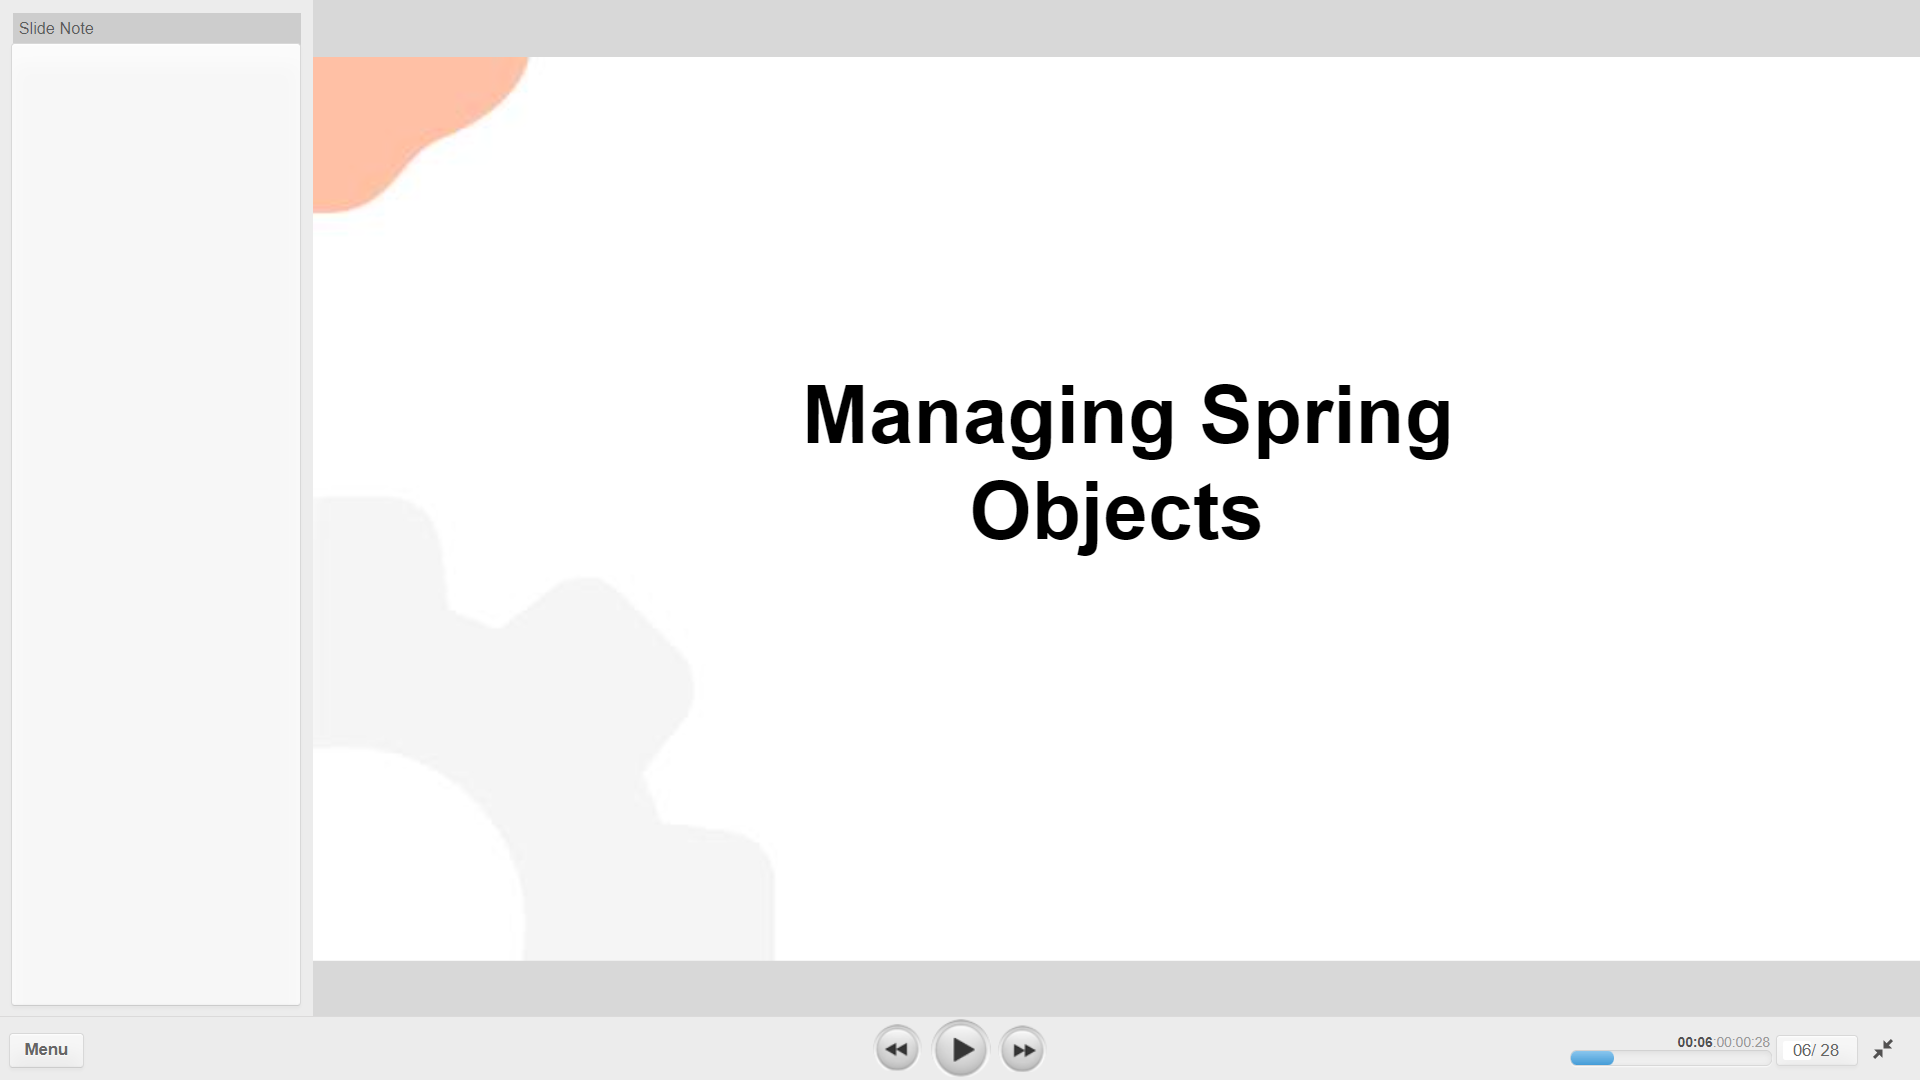 Slide Note
Managing Spring
Objects
Menu
00:06:00:00:28
06/ 28